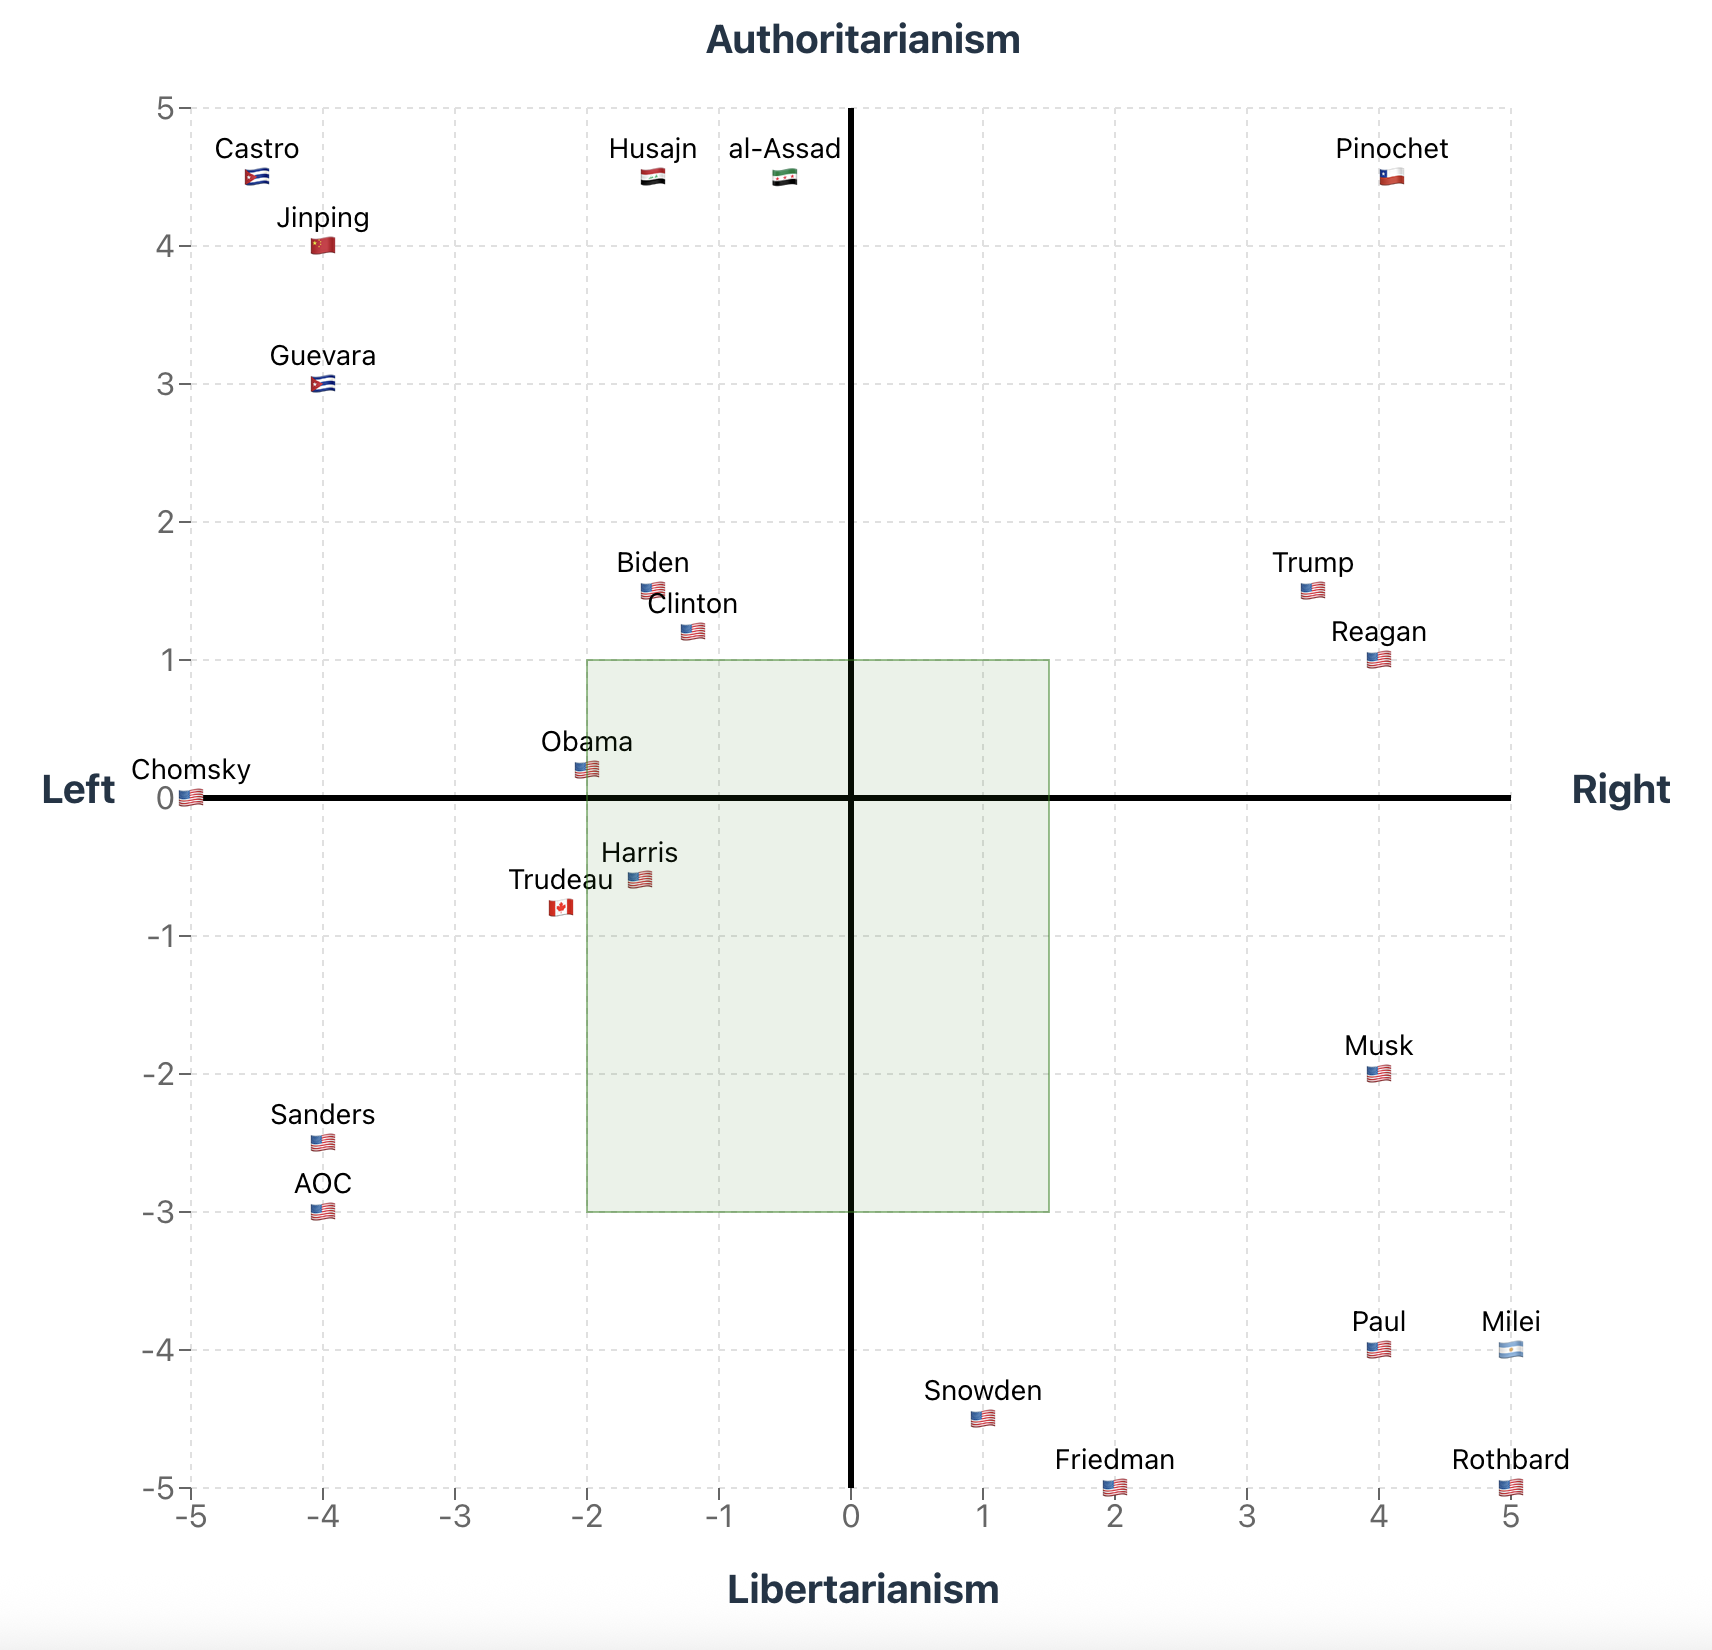 Authoritarianism
5
Castro
Husajn
al-Assad
Pinochet
Jinping
4
Guevara
3
2
Biden
Trump
Clinton
Reagan
1
Obama
Chomsky
Left
0
Right
Harris
Trudeau
-1
Musk
-2
Sanders
AOC
-3
Paul
Milei
-4
Snowden
Friedman
Rothbard
-5
-5 -4 -3 -2 -1 0 1 2 3 4 5
Libertarianism